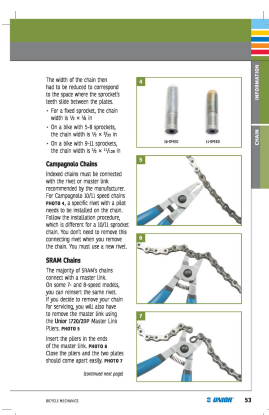 The width of the chain then
had to be reduced to correspond
to the space where the sprocket's
teeth slide between the plates.
• For a fixed sprocket, the chain
width is ½ × ⅛ in
• On a bike with 5-8 sprockets,
the chain width is ½ × 3/32 in
• On a bike with 9-11 sprockets,
the chain width is ½ × 11/128 in
Campagnolo Chains
Indexed chains must be connected
with the rivet or master link
recommended by the manufacturer.
For Campagnolo 10/11 speed chains
PHOTO 4, a specific rivet with a pilot
needs to be installed on the chain.
Follow the installation procedure,
which is different for a 10/11 sprocket
chain. You don't need to remove this
connecting rivet when you remove
the chain. You must use a new rivet.
SRAM Chains
The majority of SRAM's chains
connect with a master link.
On some 7- and 8-speed models,
you can reinsert the same rivet.
If you decide to remove your chain
for servicing, you will also have
to remove the master link using
the Unior 1720/2DP Master Link
Pliers. PHOTO 5
Insert the pliers in the ends
of the master link. PHOTO 6
Close the pliers and the two plates
should come apart easily. PHOTO 7
(continued next page)
4
10-SPEED
11-SPEED
5
6
7
INFORMATION
CHAIN
BICYCLE MECHANICS
UNIOR
53